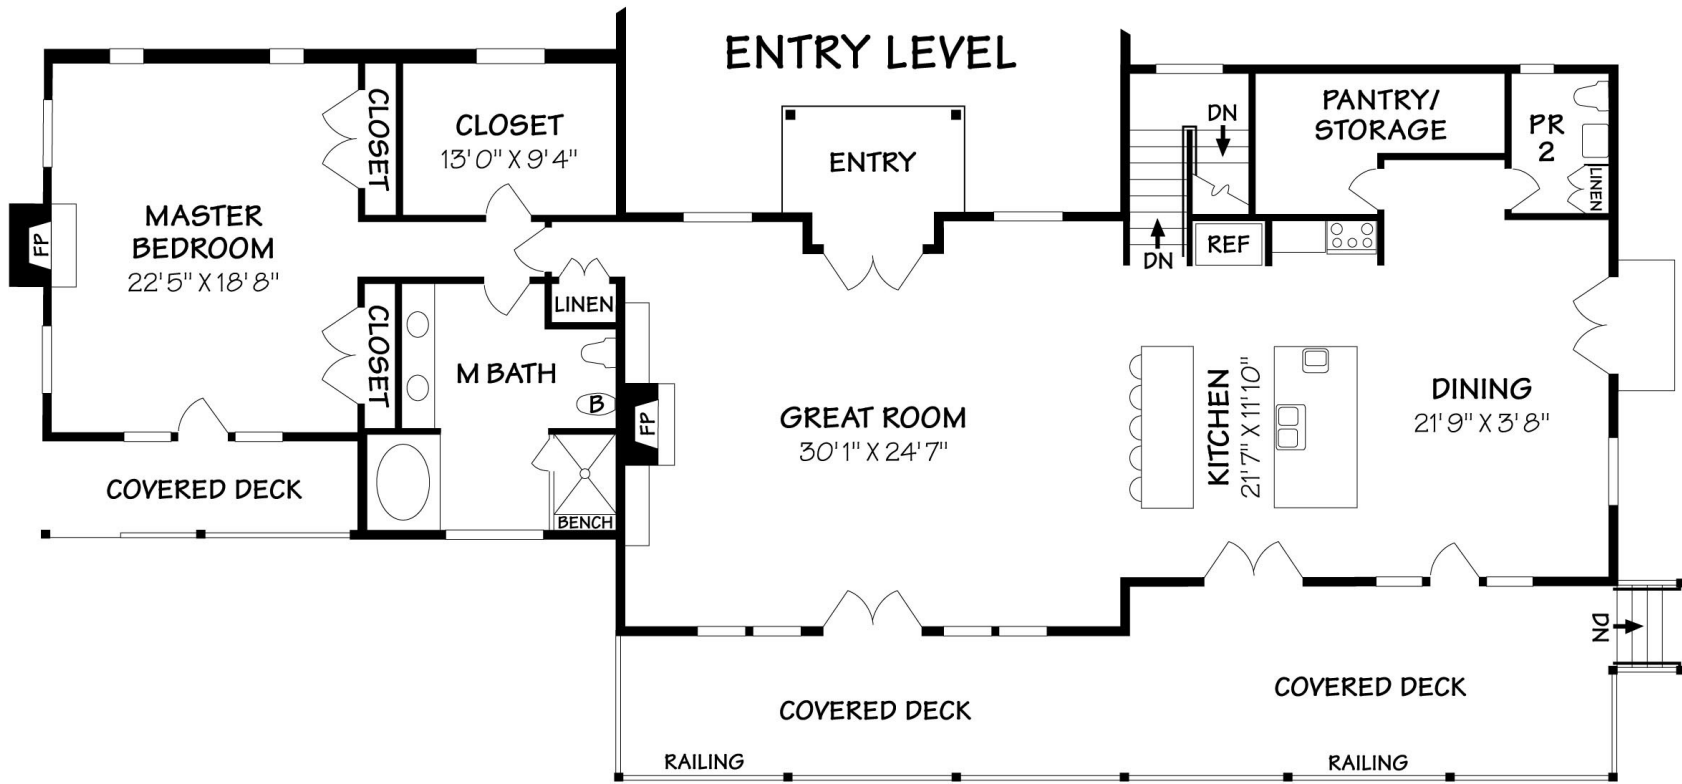 ENTRY LEVEL
CLOSET
CLOSET
13'0" X 9'4"
ENTRY
DN
PANTRY/
STORAGE
PR
2
LINEN
MASTER
BEDROOM
22'5" X 18'8"
FP
REF
DN
LINEN
CLOSET
M BATH
B
FP
GREAT ROOM
30'1" X 24'7"
KITCHEN
21'7" X 11'10"
DINING
21'9" X 3'8"
COVERED DECK
BENCH
DN
COVERED DECK
COVERED DECK
RAILING
RAILING